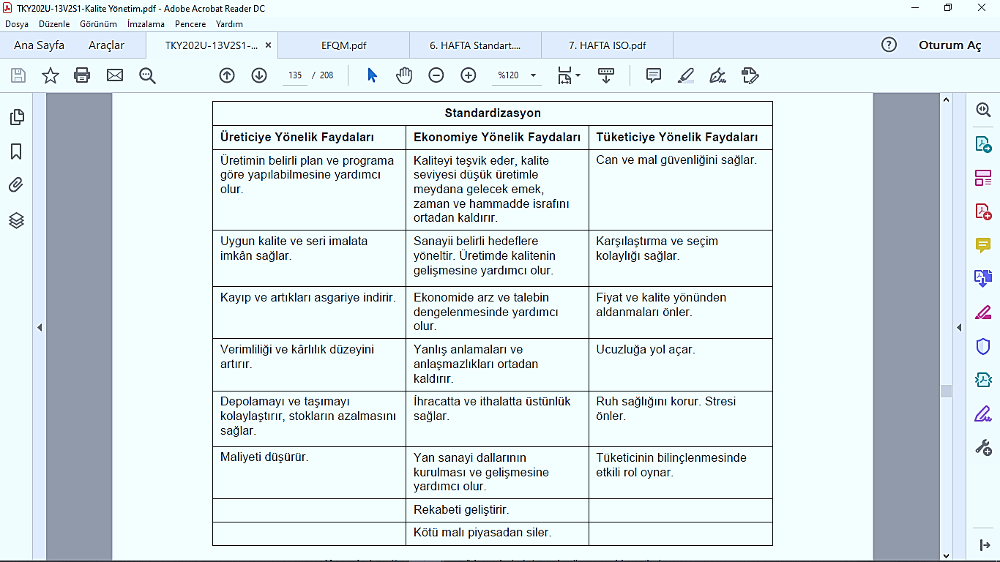 TKY202U-13V2S1-Kalite Yönetim.pdf - Adobe Acrobat Reader DC
Dosya Düzenle Görünüm İmzalama Pencere Yardım
Ana Sayfa Araçlar TKY202U-13V2S1-... × EFQM.pdf 6. HAFTA Standart.... 7. HAFTA ISO.pdf Oturum Aç
135 / 208 %120
Standardizasyon
Üreticiye Yönelik Faydaları
Ekonomiye Yönelik Faydaları
Tüketiciye Yönelik Faydaları
Üretimin belirli plan ve programa
göre yapılabilmesine yardımcı
olur.
Kaliteyi teşvik eder, kalite
seviyesi düşük üretimle
meydana gelecek emek,
zaman ve hammadde israfını
ortadan kaldırır.
Can ve mal güvenliğini sağlar.
Uygun kalite ve seri imalata
imkân sağlar.
Sanayii belirli hedeflere
yöneltir. Üretimde kalitenin
gelişmesine yardımcı olur.
Karşılaştırma ve seçim
kolaylığı sağlar.
Kayıp ve artıkları asgariye indirir.
Ekonomide arz ve talebin
dengelenmesinde yardımcı
olur.
Fiyat ve kalite yönünden
aldanmaları önler.
Verimliliği ve kârlılık düzeyini
artırır.
Yanlış anlamaları ve
anlaşmazlıkları ortadan
kaldırır.
Ucuzluğa yol açar.
Depolamayı ve taşımayı
kolaylaştırır, stokların azalmasını
sağlar.
İhracatta ve ithalatta üstünlük
sağlar.
Ruh sağlığını korur. Stresi
önler.
Maliyeti düşürür.
Yan sanayi dallarının
kurulması ve gelişmesine
yardımcı olur.
Tüketicinin bilinçlenmesinde
etkili rol oynar.
Rekabeti geliştirir.
Kötü malı piyasadan siler.